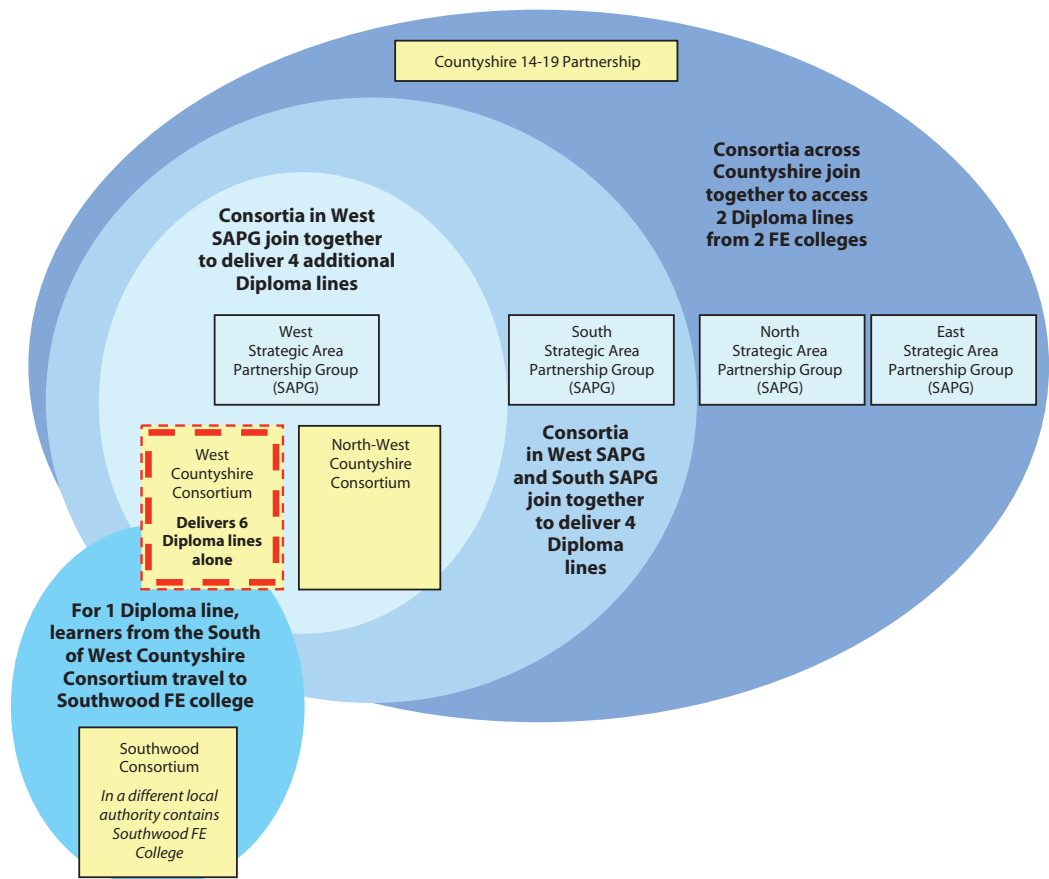 Countyshire 14-19 Partnership
Consortia across
Countyshire join
together to access
2 Diploma lines
from 2 FE colleges
Consortia in West
SAPG join together
to deliver 4 additional
Diploma lines
West
Strategic Area
Partnership Group
(SAPG)
South
Strategic Area
Partnership Group
(SAPG)
North
Strategic Area
Partnership Group
(SAPG)
East
Strategic Area
Partnership Group
(SAPG)
West
Countyshire
Consortium
Delivers 6
Diploma lines
alone
North-West
Countyshire
Consortium
Consortia
in West SAPG
and South SAPG
join together
to deliver 4
Diploma
lines
For 1 Diploma line,
learners from the South
of West Countyshire
Consortium travel to
Southwood FE college
Southwood
Consortium
In a different local
authority contains
Southwood FE
College